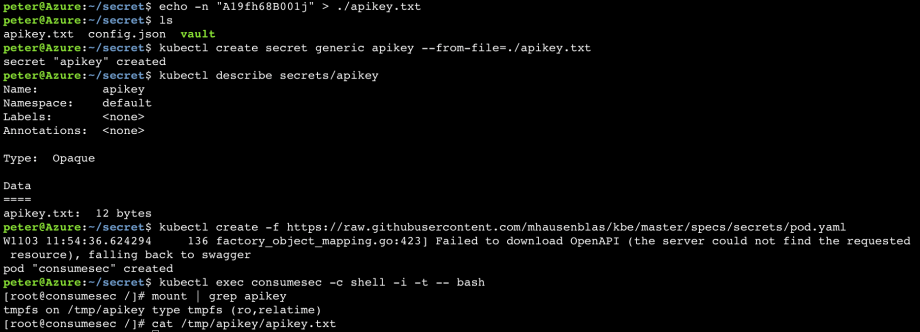 peter@Azure:~/secret$ echo -n "A19fh68B001j" > ./apikey.txt
peter@Azure:~/secret$ ls
apikey.txt  config.json  vault
peter@Azure:~/secret$ kubectl create secret generic apikey --from-file=./apikey.txt
secret "apikey" created
peter@Azure:~/secret$ kubectl describe secrets/apikey
Name:         apikey
Namespace:    default
Labels:       <none>
Annotations:  <none>

Type:  Opaque

Data
====
apikey.txt:  12 bytes
peter@Azure:~/secret$ kubectl create -f https://raw.githubusercontent.com/mhausenblas/kbe/master/specs/secrets/pod.yaml
W1103 11:54:36.624294     136 factory_object_mapping.go:423] Failed to download OpenAPI (the server could not find the requested
 resource), falling back to swagger
pod "consumesec" created
peter@Azure:~/secret$ kubectl exec consumesec -c shell -i -t -- bash
[root@consumesec /]# mount | grep apikey
tmpfs on /tmp/apikey type tmpfs (ro,relatime)
[root@consumesec /]# cat /tmp/apikey/apikey.txt